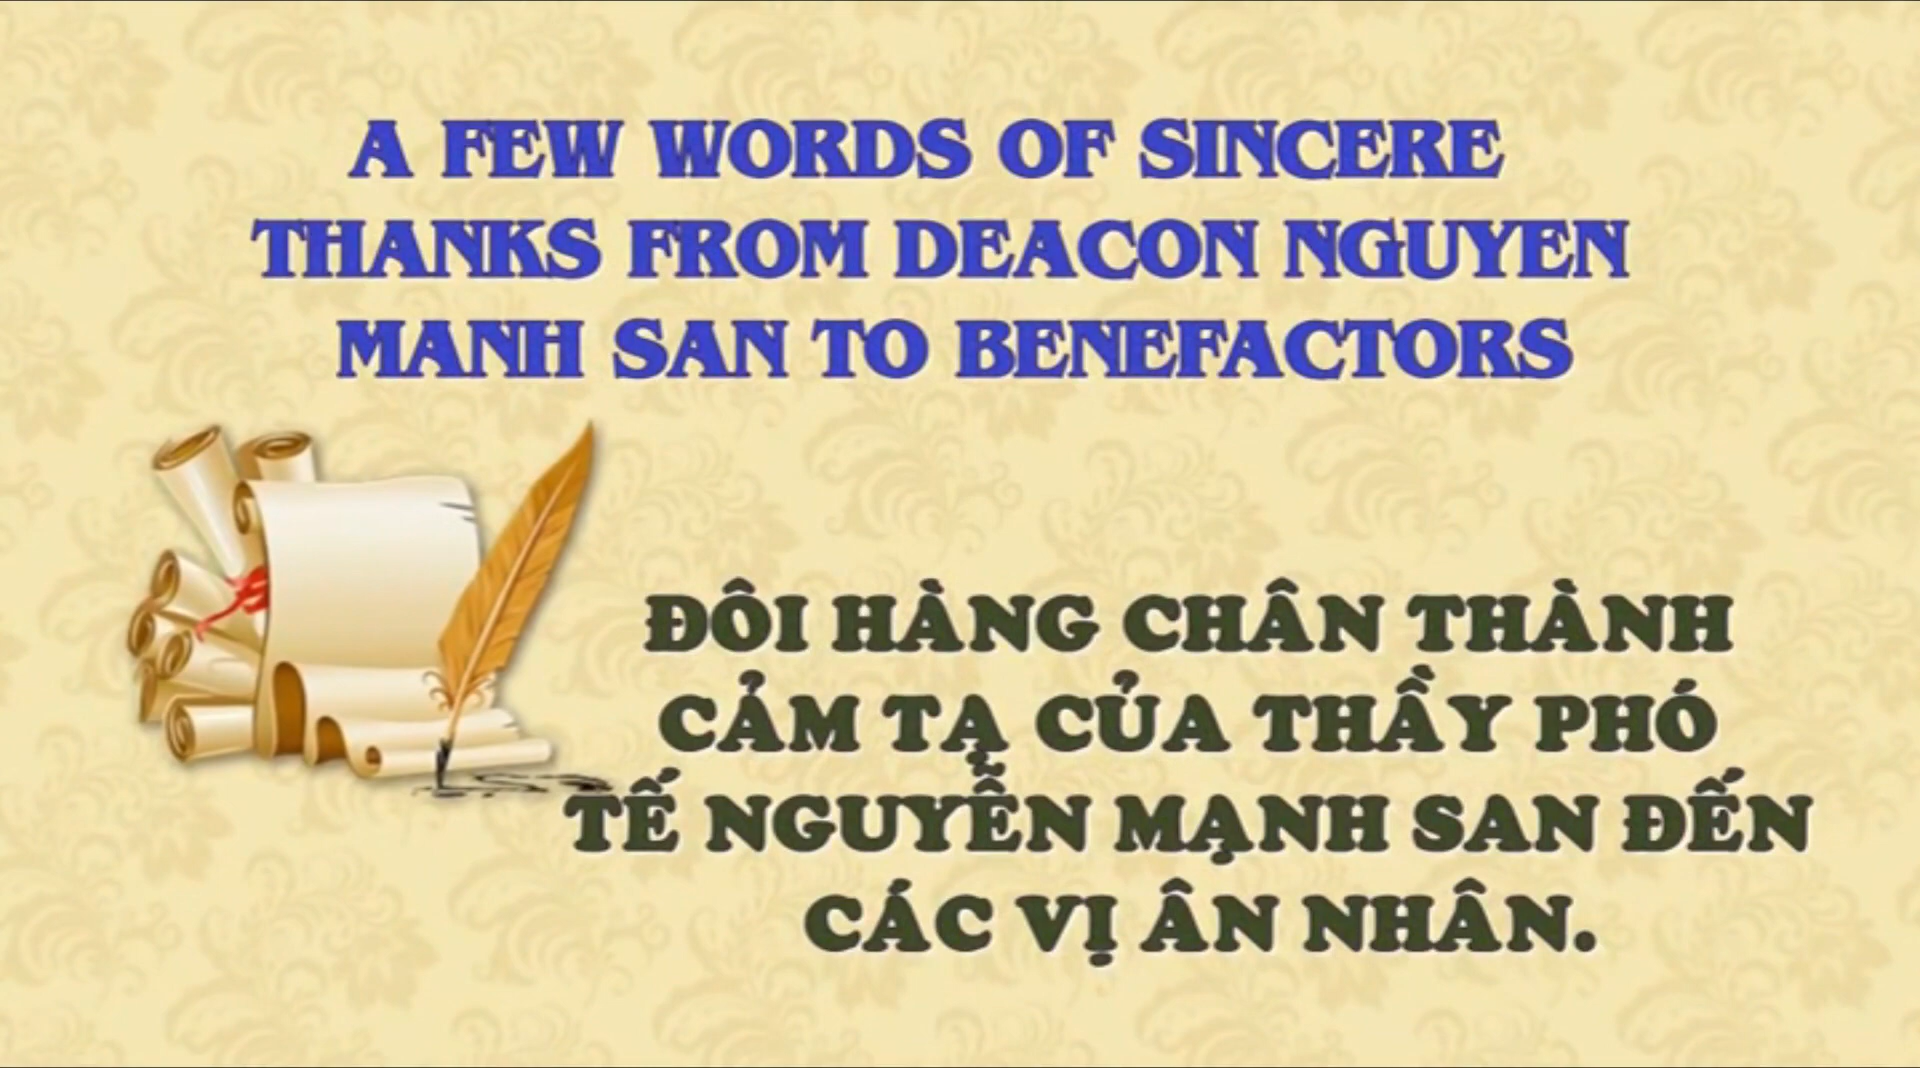 A FEW WORDS OF SINCERE
THANKS FROM DEACON NGUYEN
MANH SAN TO BENEFACTORS
ĐÔI HÀNG CHÂN THÀNH
CẢM TẠ CỦA THẦY PHÓ
TẾ NGUYỄN MẠNH SAN ĐẾN
CÁC VỊ ÂN NHÂN.